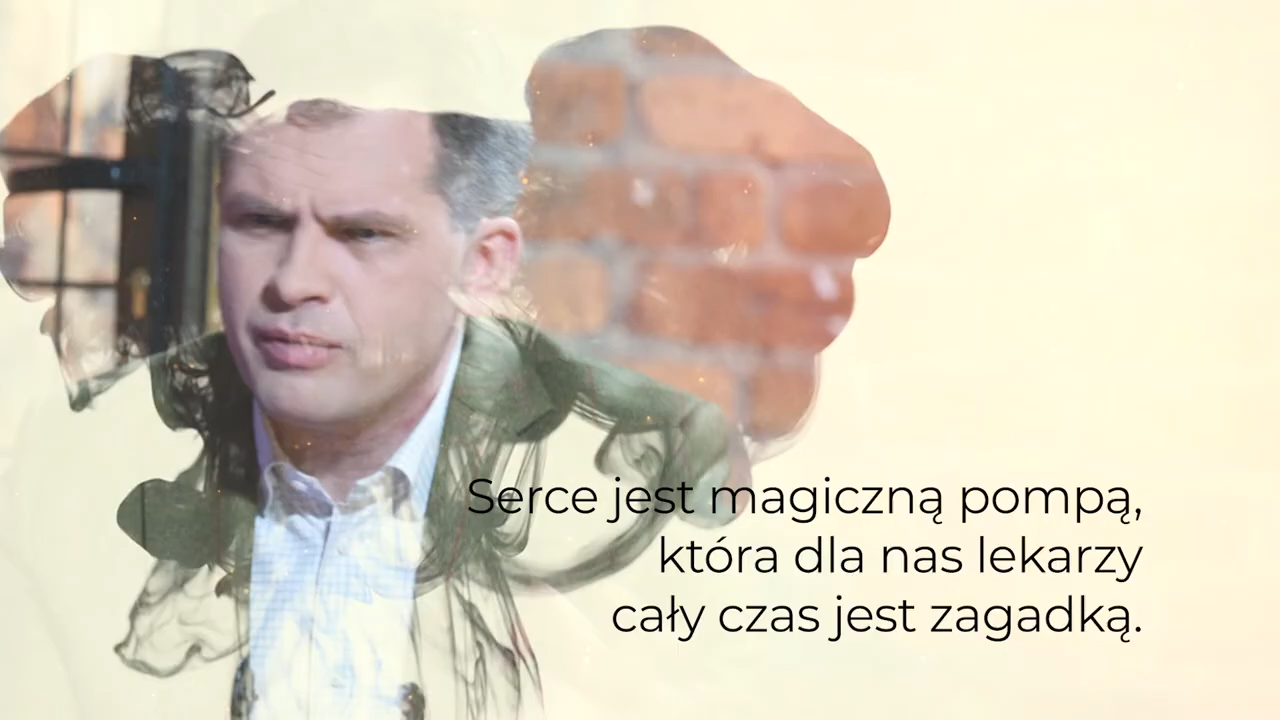 Serce jest magiczną pompą,
która dla nas lekarzy
cały czas jest zagadką.